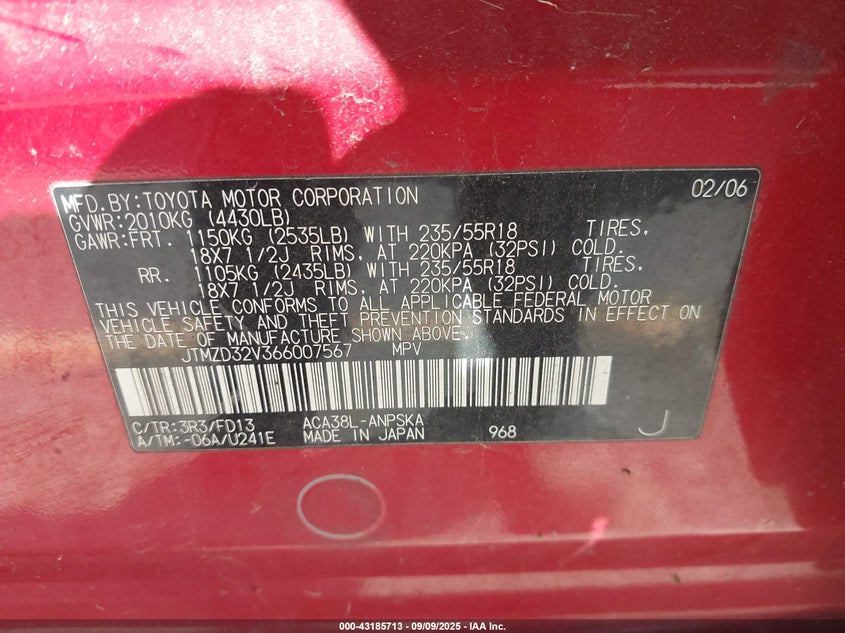 MFD.BY:TOYOTA MOTOR CORPORATION 02/06
GVWR:2010KG (4430LB)
GAWR:FRT. 1150KG (2535LB) WITH 235/55R18 TIRES,
18X7 1/2J RIMS, AT 220KPA (32PSI) COLD.
RR. 1105KG (2435LB) WITH 235/55R18 TIRES,
18X7 1/2J RIMS, AT 220KPA (32PSI) COLD.
THIS VEHICLE CONFORMS TO ALL APPLICABLE FEDERAL MOTOR
VEHICLE SAFETY AND THEFT PREVENTION STANDARDS IN EFFECT ON
THE DATE OF MANUFACTURE SHOWN ABOVE.
JTMZD32V366007567 MPV
C/TR:3R3/FD13 ACA38L-ANPSKA
A/TM:-06A/U241E MADE IN JAPAN 968 J
000-43185713 - 09/09/2025 - IAA Inc.